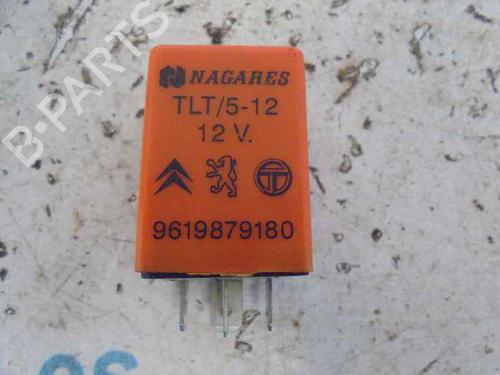 NAGARES
TLT/5-12
12 V.
9619879180
B-PARTS